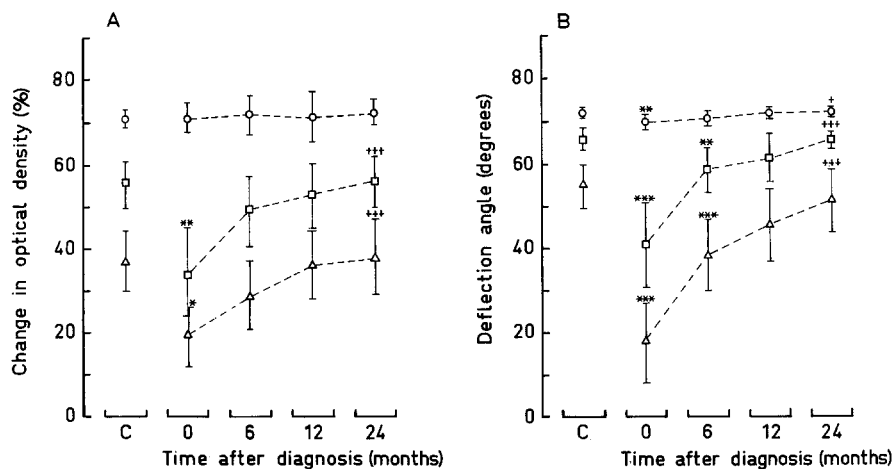 A
Change in optical density (%)
80
60
40
20
0
**
*
+++
+++
C 0 6 12 24
Time after diagnosis (months)
B
Deflection angle (degrees)
80
60
40
20
0
**
***
***
**
***
+
+++
+++
C 0 6 12 24
Time after diagnosis (months)